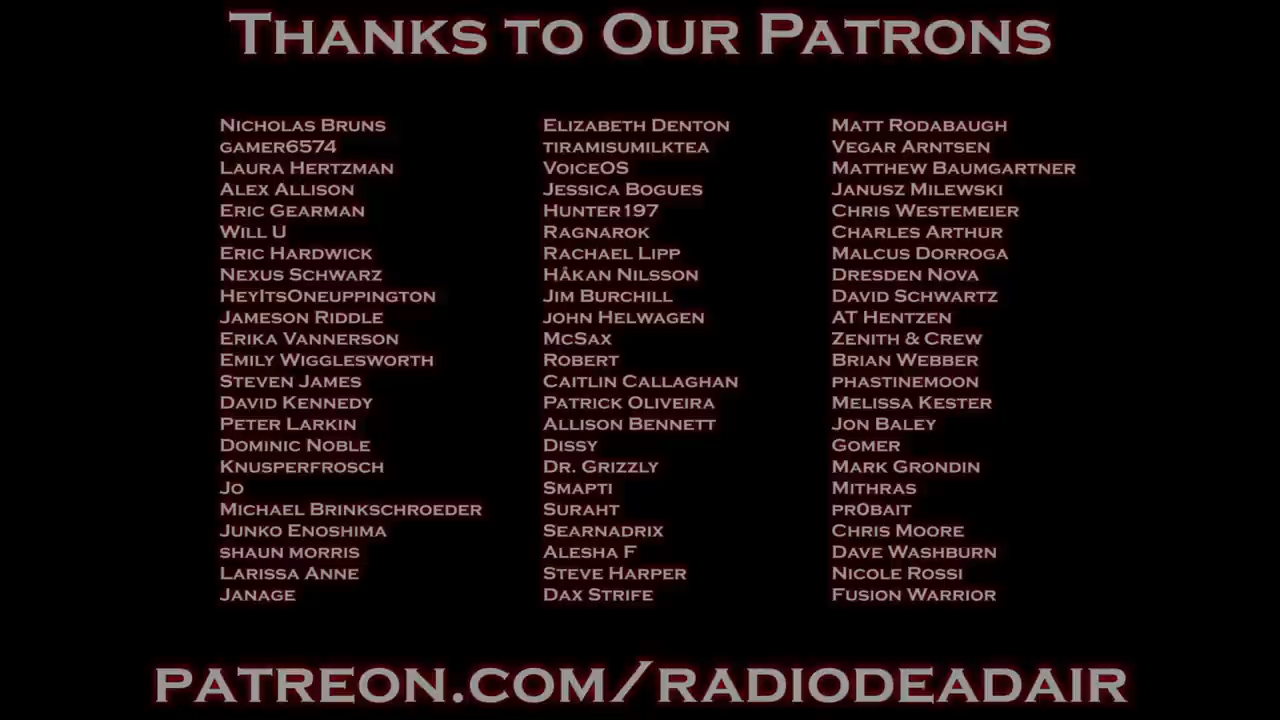 Thanks to Our Patrons
Nicholas Bruns
gamer6574
Laura Hertzman
Alex Allison
Eric Gearman
Will U
Eric Hardwick
Nexus Schwarz
HeyItsOneuppington
Jameson Riddle
Erika Vannerson
Emily Wigglesworth
Steven James
David Kennedy
Peter Larkin
Dominic Noble
Knusperfrosch
Jo
Michael Brinkschroeder
Junko Enoshima
shaun morris
Larissa Anne
Janage
Elizabeth Denton
tiramisumilktea
VoiceOS
Jessica Bogues
Hunter197
Ragnarok
Rachael Lipp
Håkan Nilsson
Jim Burchill
john Helwagen
McSax
Robert
Caitlin Callaghan
Patrick Oliveira
Allison Bennett
Dissy
Dr. Grizzly
Smapti
Suraht
Searnadrix
Alesha F
Steve Harper
Dax Strife
Matt Rodabaugh
Vegar Arntsen
Matthew Baumgartner
Janusz Milewski
Chris Westemeier
Charles Arthur
Malcus Dorroga
Dresden Nova
David Schwartz
AT Hentzen
Zenith & Crew
Brian Webber
phastinemoon
Melissa Kester
Jon Baley
Gomer
Mark Grondin
Mithras
pr0bait
Chris Moore
Dave Washburn
Nicole Rossi
Fusion Warrior
patreon.com/radiodeadair